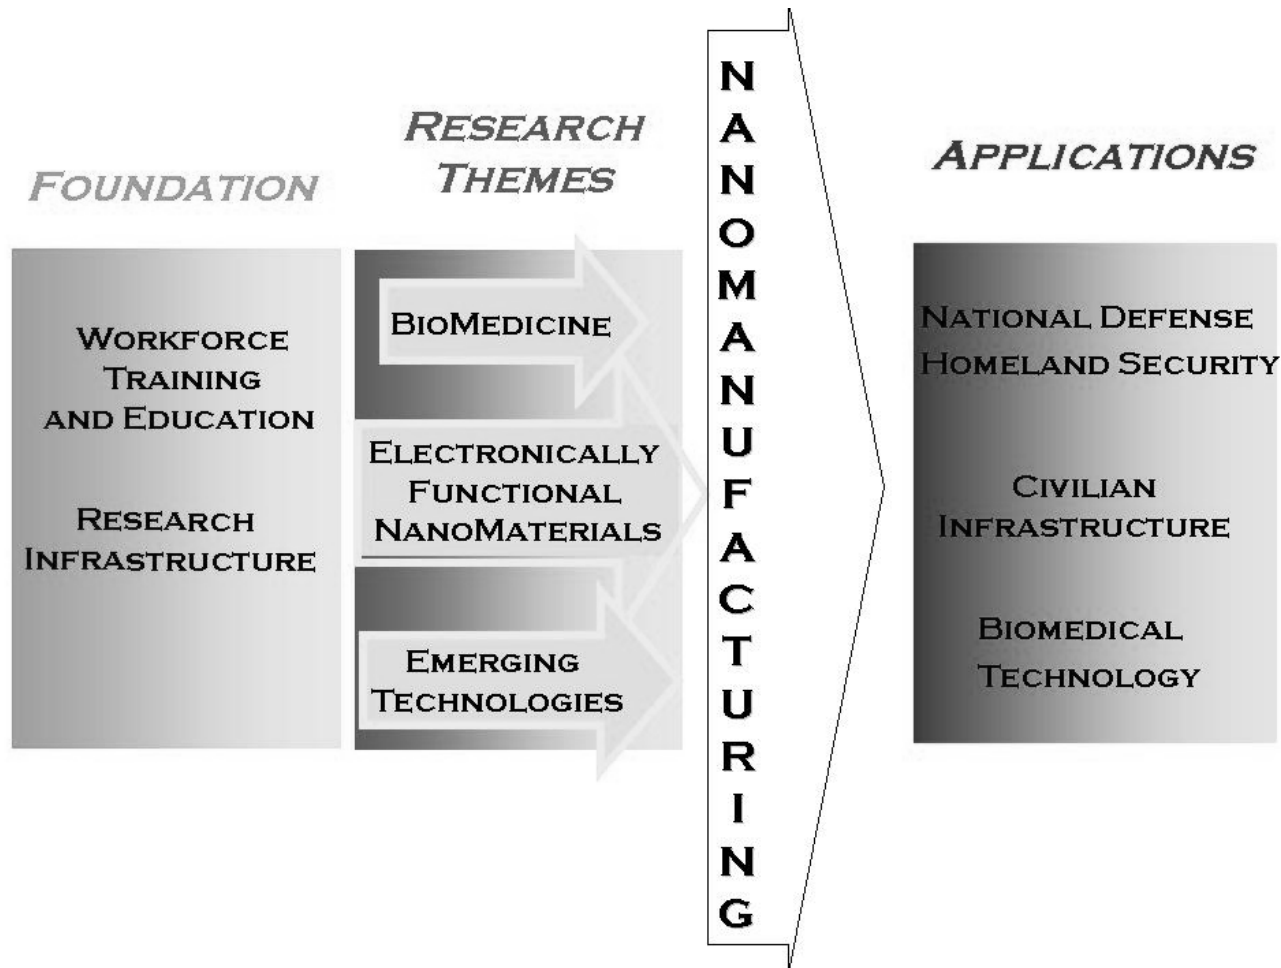 FOUNDATION
WORKFORCE
TRAINING
AND EDUCATION
RESEARCH
INFRASTRUCTURE
RESEARCH
THEMES
BIOMEDICINE
ELECTRONICALLY
FUNCTIONAL
NANOMATERIALS
EMERGING
TECHNOLOGIES
NANOMANUFACTURING
APPLICATIONS
NATIONAL DEFENSE
HOMELAND SECURITY
CIVILIAN
INFRASTRUCTURE
BIOMEDICAL
TECHNOLOGY